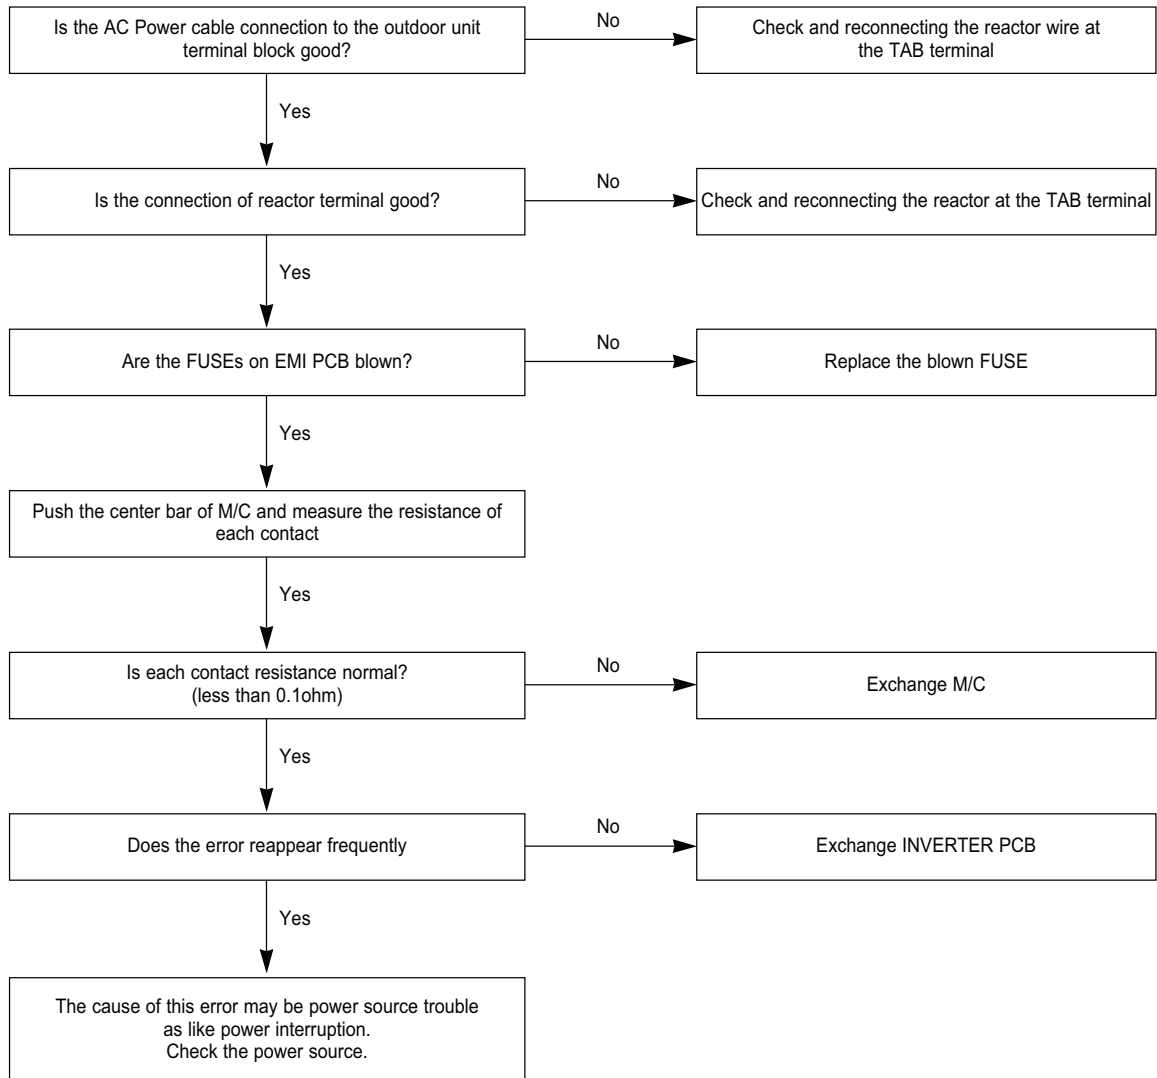 Is the AC Power cable connection to the outdoor unit
terminal block good?
No
Check and reconnecting the reactor wire at
the TAB terminal
Yes
Is the connection of reactor terminal good?
No
Check and reconnecting the reactor at the TAB terminal
Yes
Are the FUSEs on EMI PCB blown?
No
Replace the blown FUSE
Yes
Push the center bar of M/C and measure the resistance of
each contact
Yes
Is each contact resistance normal?
(less than 0.1ohm)
No
Exchange M/C
Yes
Does the error reappear frequently
No
Exchange INVERTER PCB
Yes
The cause of this error may be power source trouble
as like power interruption.
Check the power source.